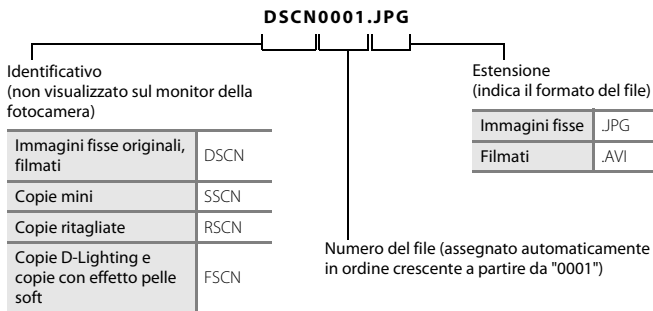 DSCN0001.JPG
Identificativo
(non visualizzato sul monitor della
fotocamera)
Immagini fisse originali,
filmati
DSCN
Copie mini
SSCN
Copie ritagliate
RSCN
Copie D-Lighting e
copie con effetto pelle
soft
FSCN
Estensione
(indica il formato del file)
Immagini fisse
.JPG
Filmati
.AVI
Numero del file (assegnato automaticamente
in ordine crescente a partire da "0001")